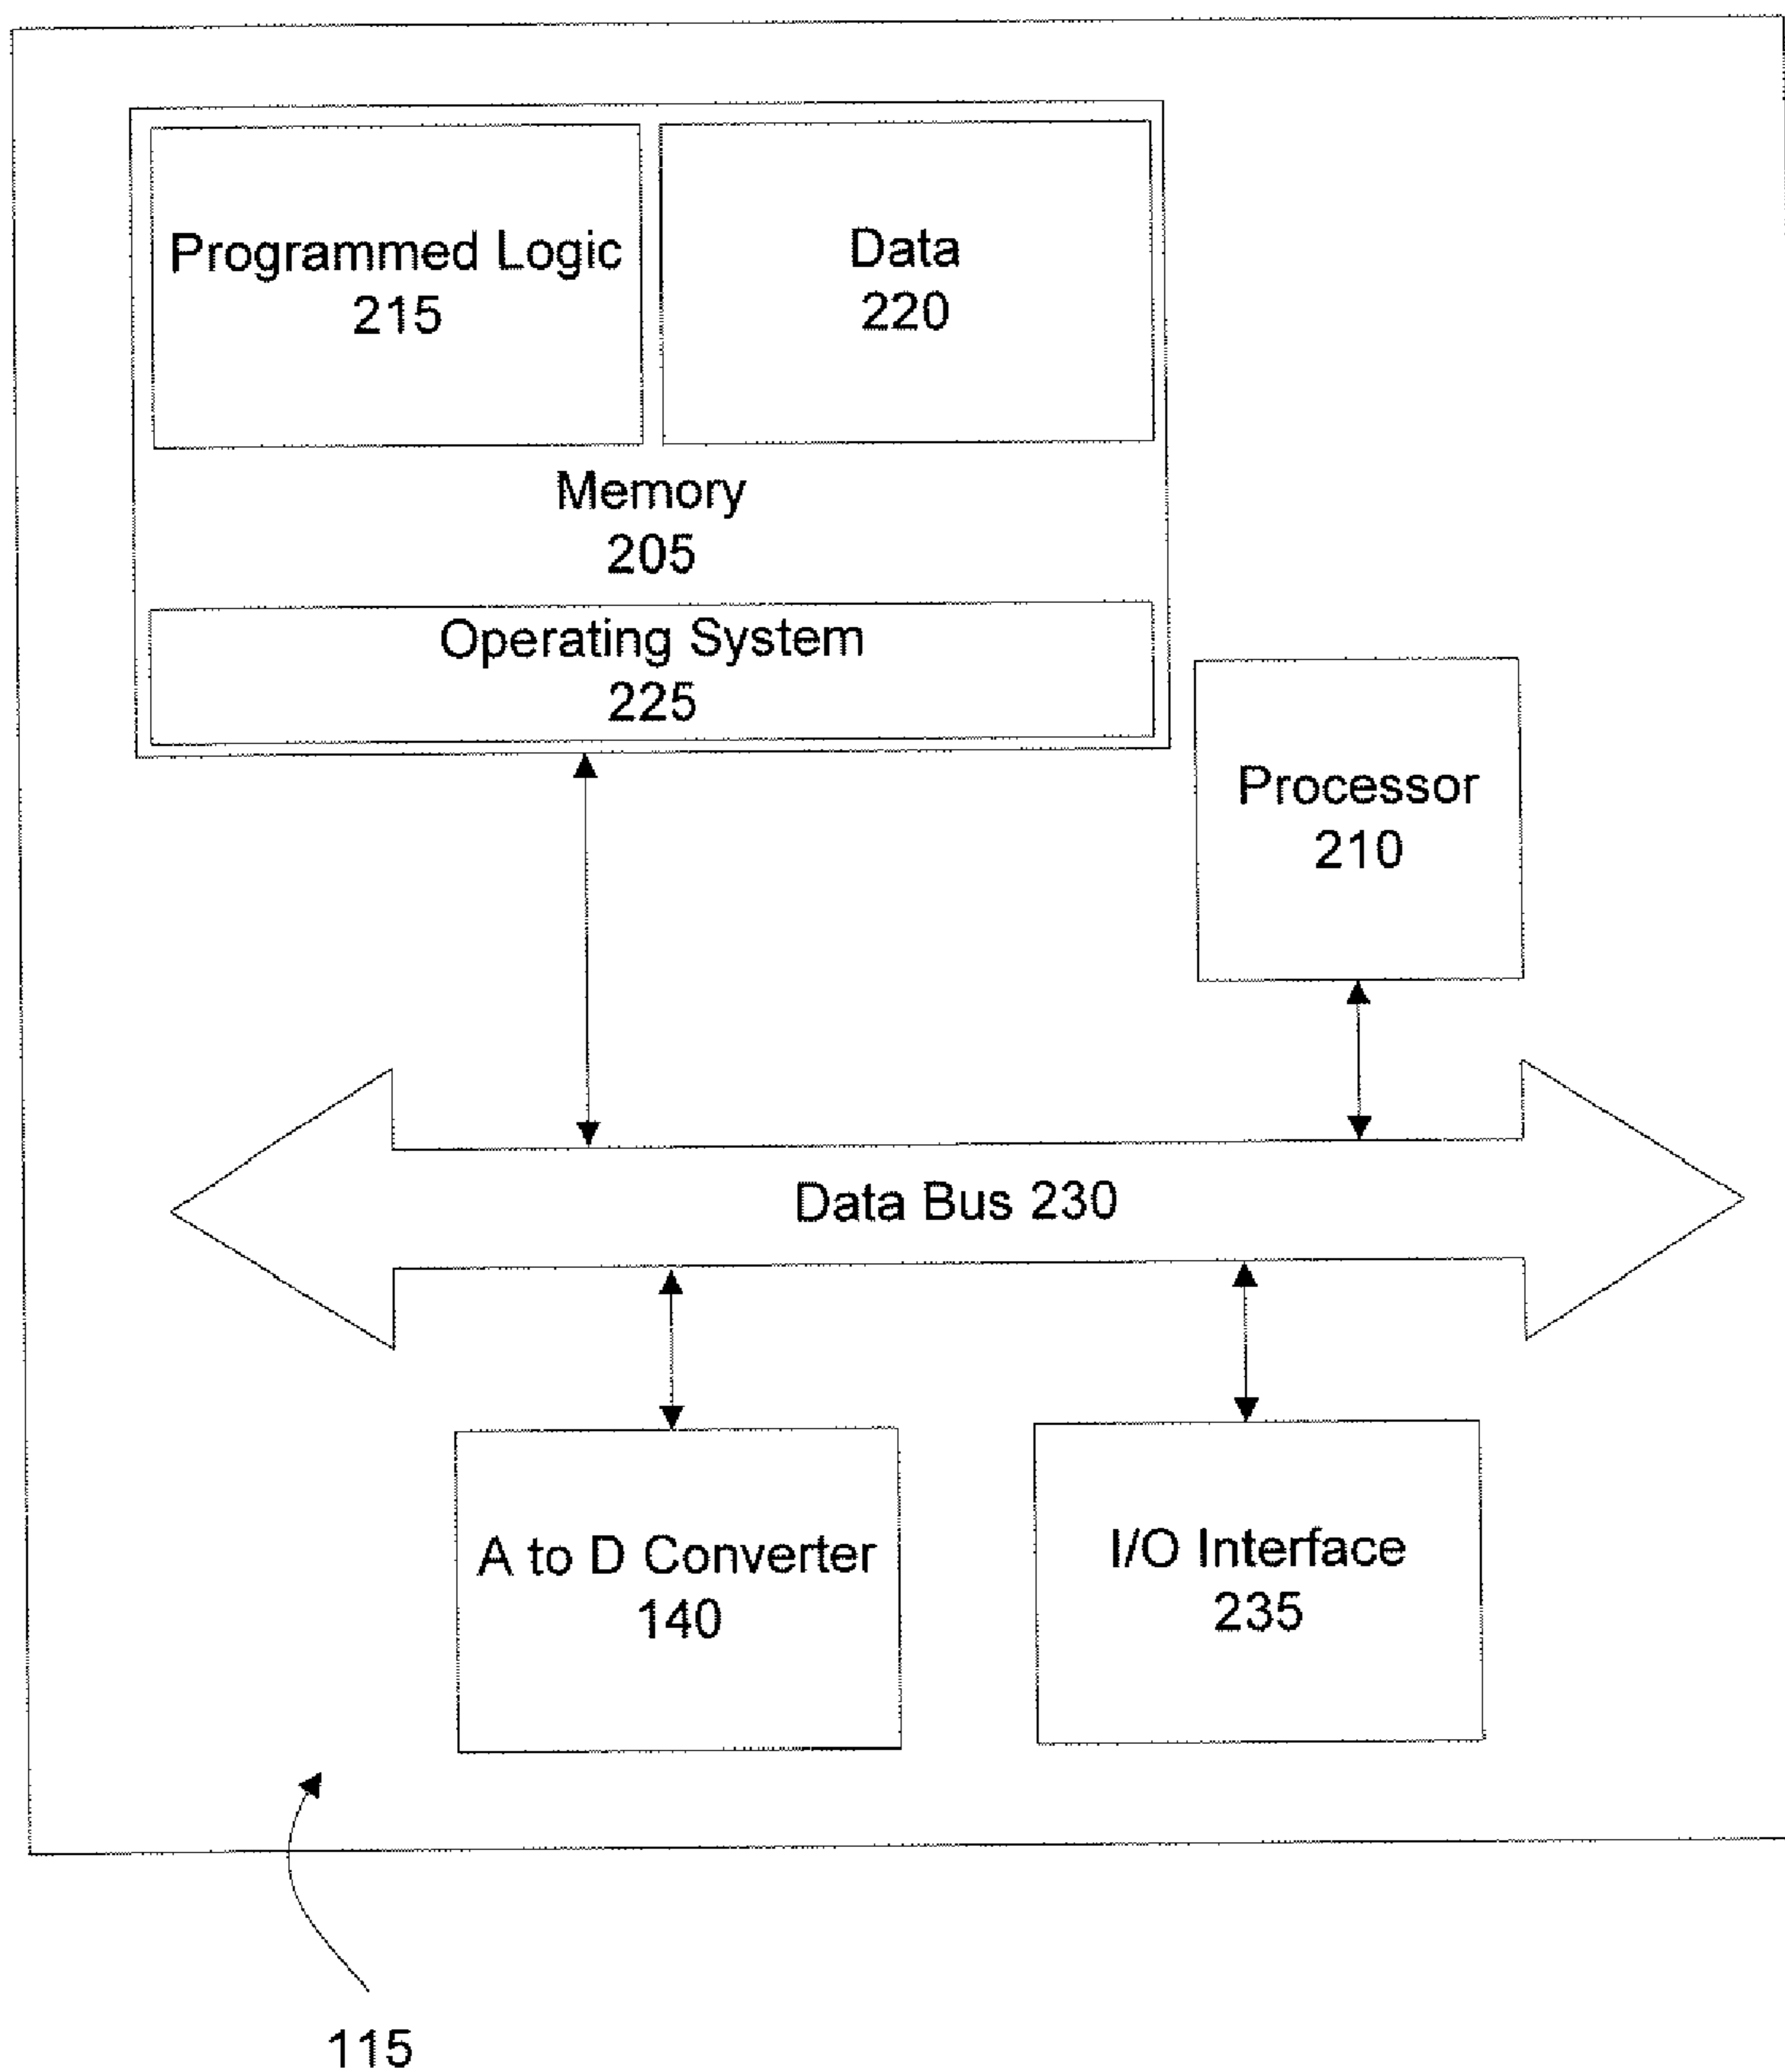 Programmed Logic
215
Data
220
Memory
205
Operating System
225
Processor
210
Data Bus 230
A to D Converter
140
I/O Interface
235
115